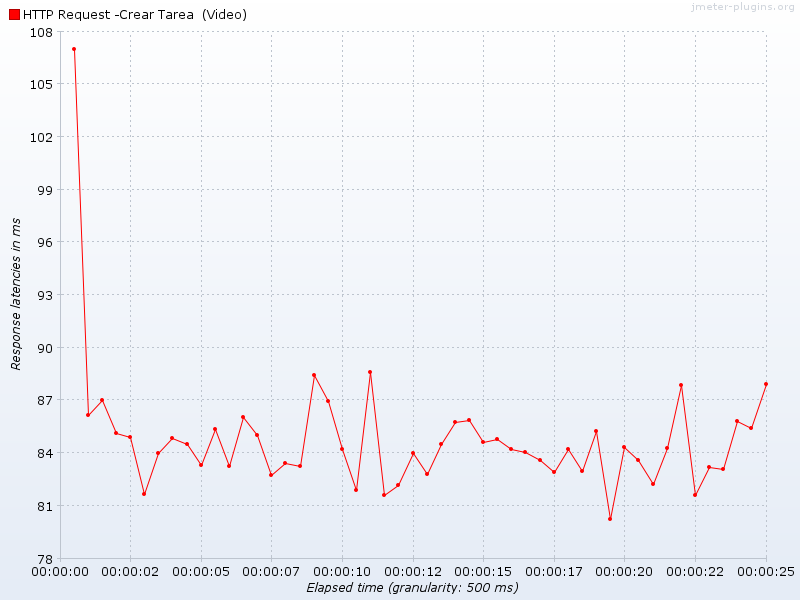 jmeter-plugins.org
HTTP Request -Crear Tarea (Video)
108
105
102
99
96
93
90
87
84
81
78
Response latencies in ms
00:00:00 00:00:02 00:00:05 00:00:07 00:00:10 00:00:12 00:00:15 00:00:17 00:00:20 00:00:22 00:00:25
Elapsed time (granularity: 500 ms)